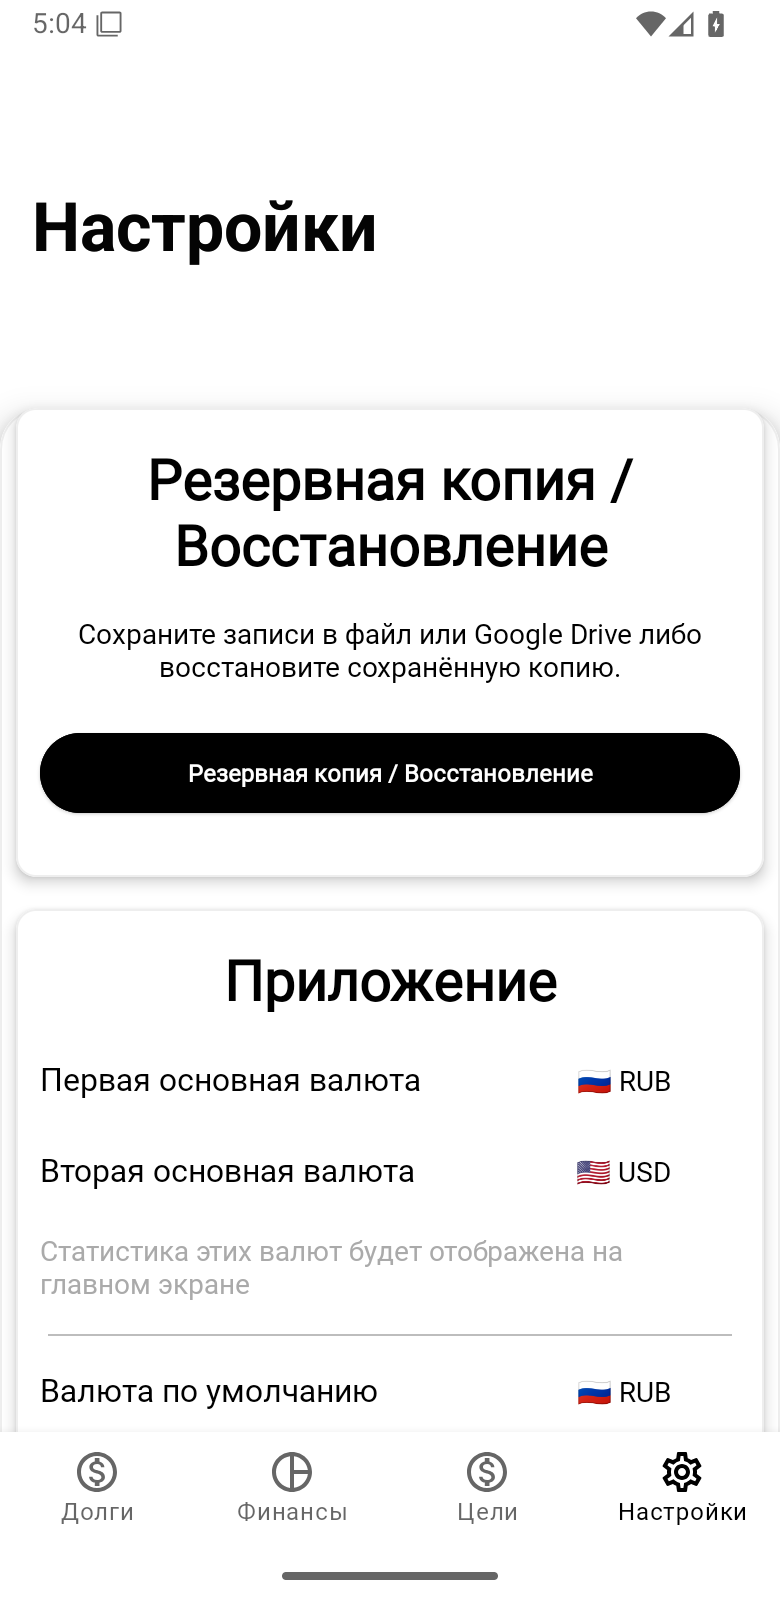 5:04
Настройки
Резервная копия /
Восстановление
Сохраните записи в файл или Google Drive либо
восстановите сохранённую копию.
Резервная копия / Восстановление
Приложение
Первая основная валюта 🇷🇺 RUB
Вторая основная валюта 🇺🇸 USD
Статистика этих валют будет отображена на
главном экране
Валюта по умолчанию 🇷🇺 RUB
Долги Финансы Цели Настройки